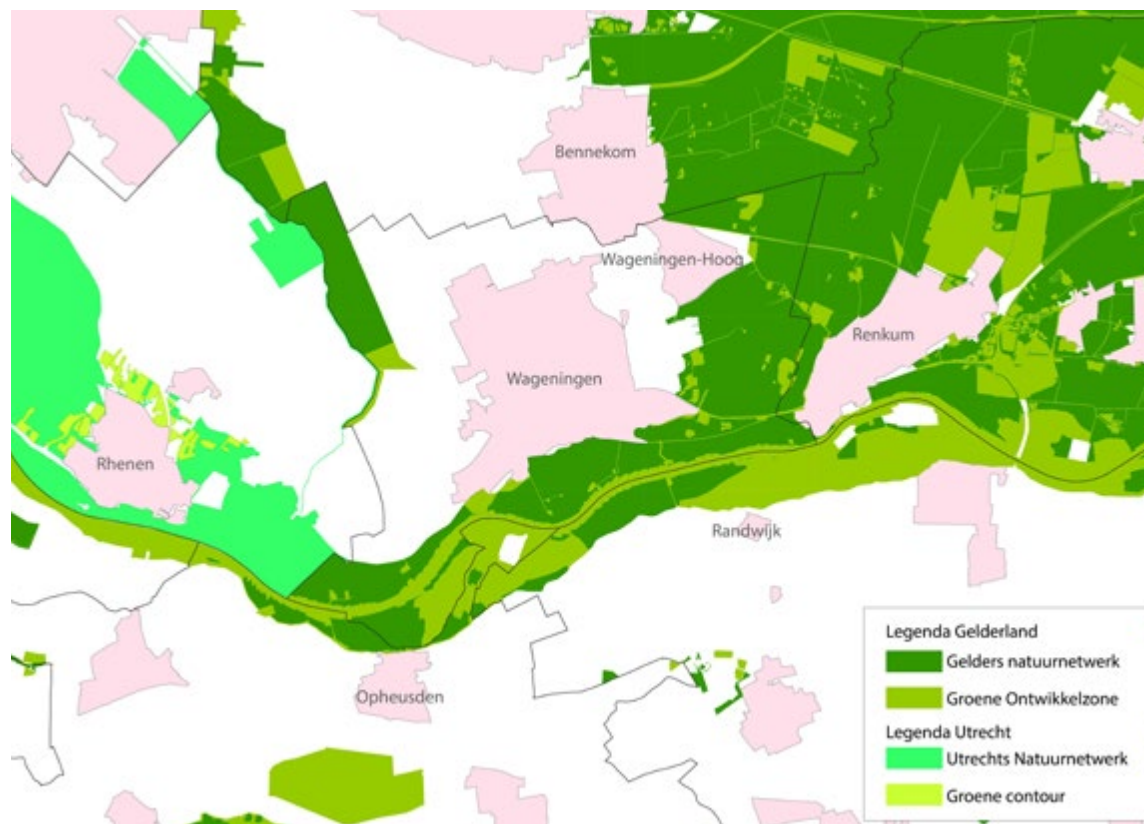 Bennekom
Wageningen-Hoog
Renkum
Wageningen
Rhenen
Randwijk
Opheusden
Legenda Gelderland
Gelders natuurnetwerk
Groene Ontwikkelzone
Legenda Utrecht
Utrechts Natuurnetwerk
Groene contour